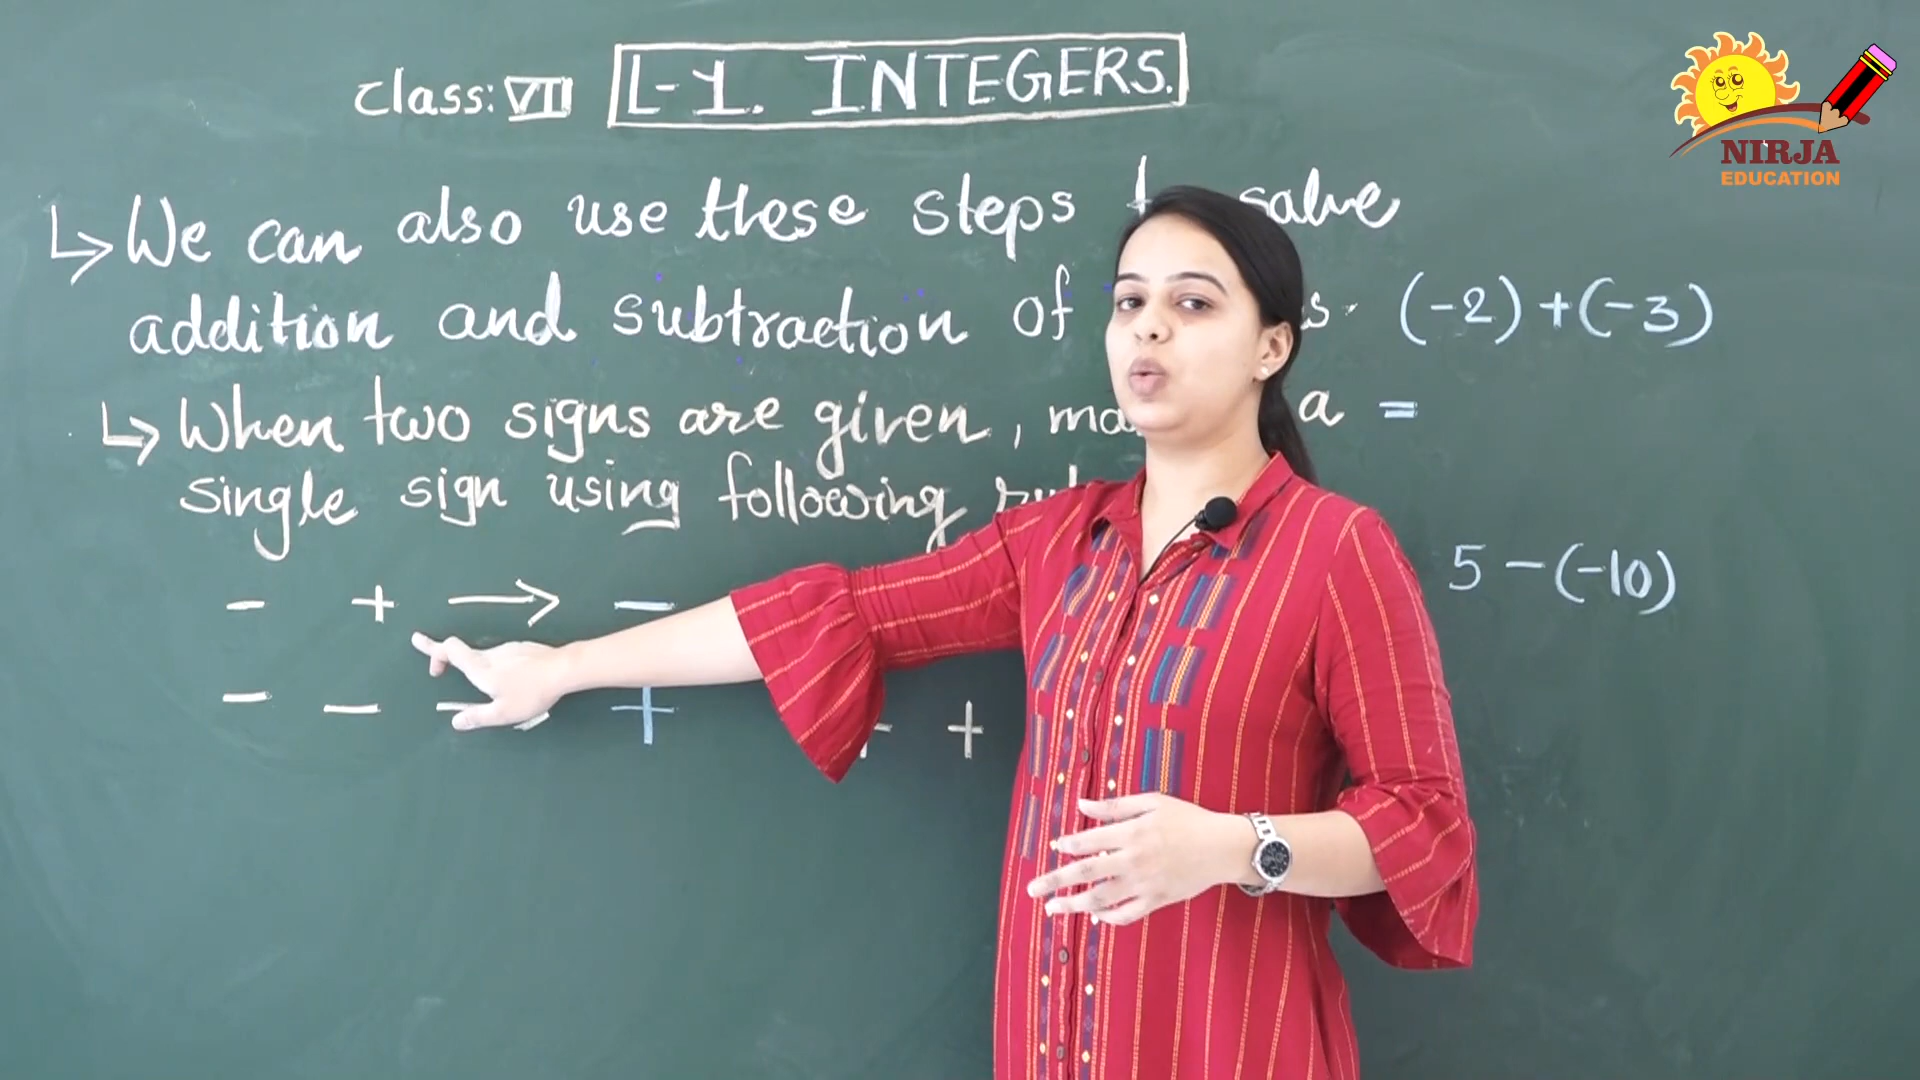 Class: VII L-1. INTEGERS.
NIRJA
EDUCATION
↳ We can also use these steps solve
addition and subtraction of
(-2) + (-3)
↳ When two signs are given, a =
single sign using following
- + → -
5 - (-10)
- - +
+ +